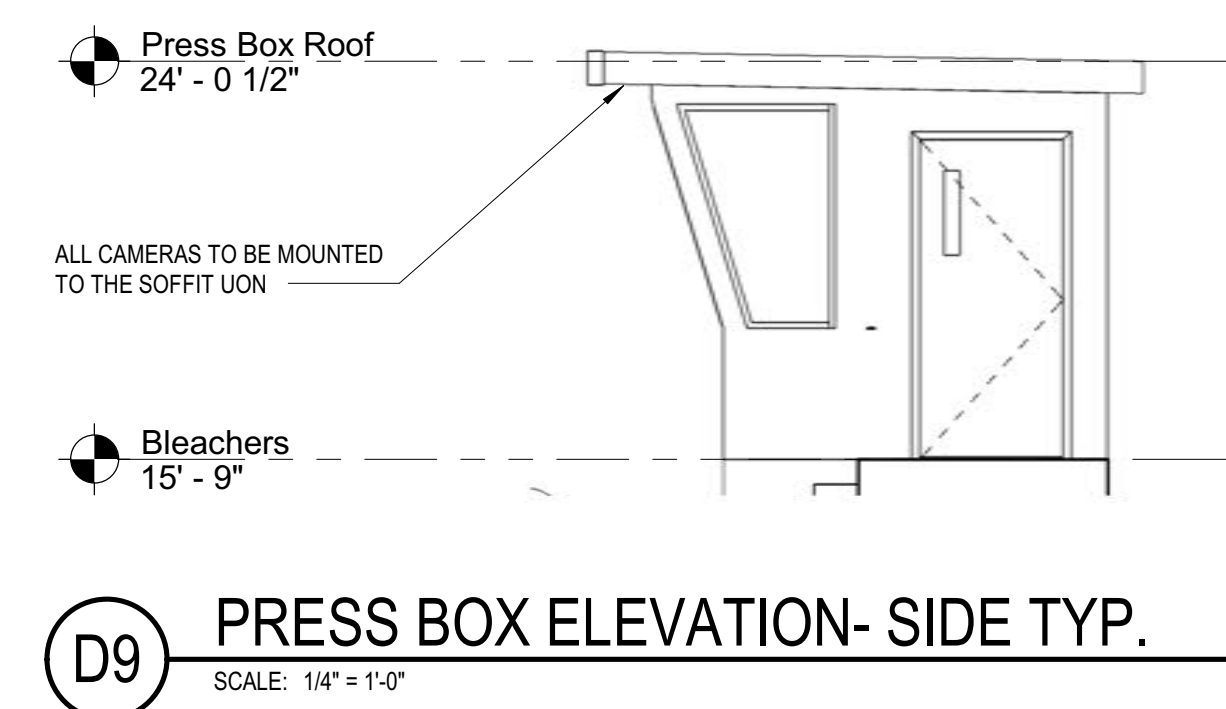 Press Box Roof
24' - 0 1/2"
ALL CAMERAS TO BE MOUNTED
TO THE SOFFIT UON
Bleachers
15' - 9"
D9
PRESS BOX ELEVATION- SIDE TYP.
SCALE: 1/4" = 1'-0"